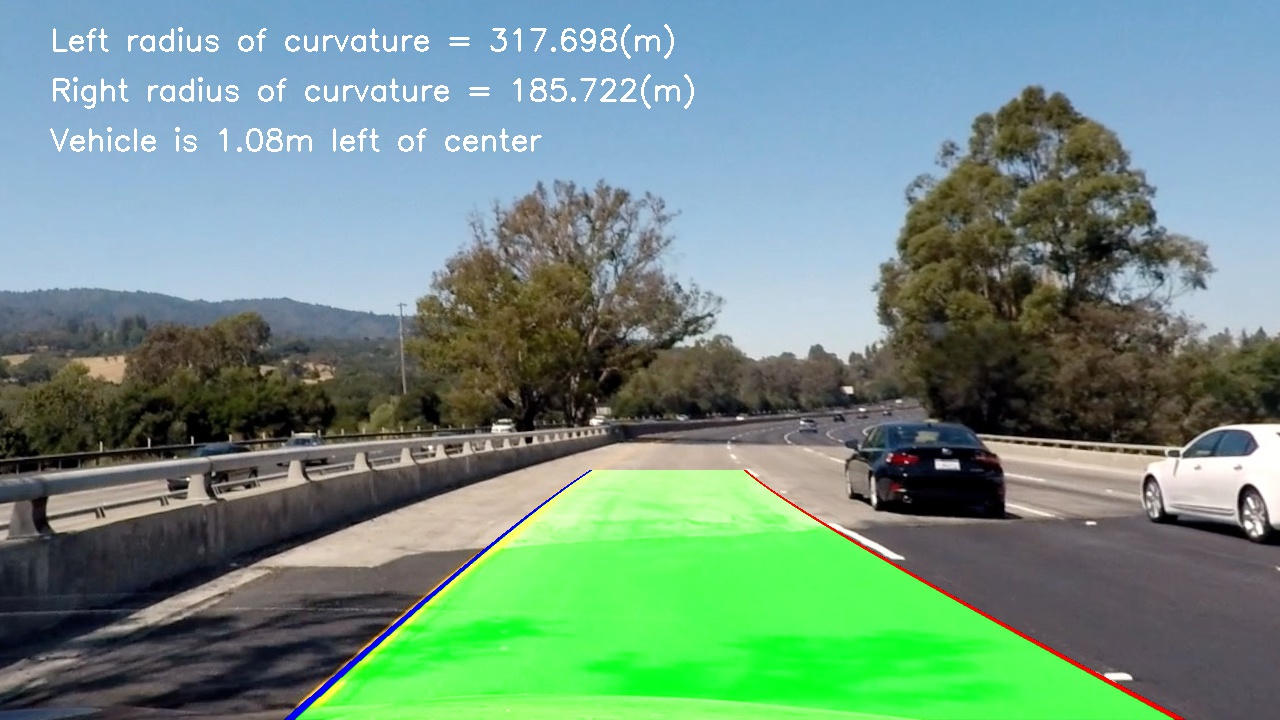 Left radius of curvature = 317.698(m)
Right radius of curvature = 185.722(m)
Vehicle is 1.08m left of center